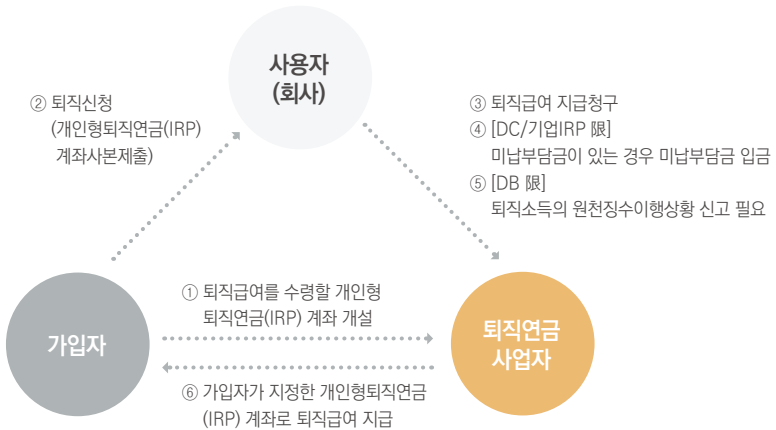 사용자
(회사)
② 퇴직신청
(개인형퇴직연금(IRP)
계좌사본제출)
③ 퇴직급여 지급청구
④ [DC/기업IRP 限]
미납부담금이 있는 경우 미납부담금 입금
⑤ [DB 限]
퇴직소득의 원천징수이행상황 신고 필요
가입자
① 퇴직급여를 수령할 개인형
퇴직연금(IRP) 계좌 개설
퇴직연금
사업자
⑥ 가입자가 지정한 개인형퇴직연금
(IRP) 계좌로 퇴직급여 지급